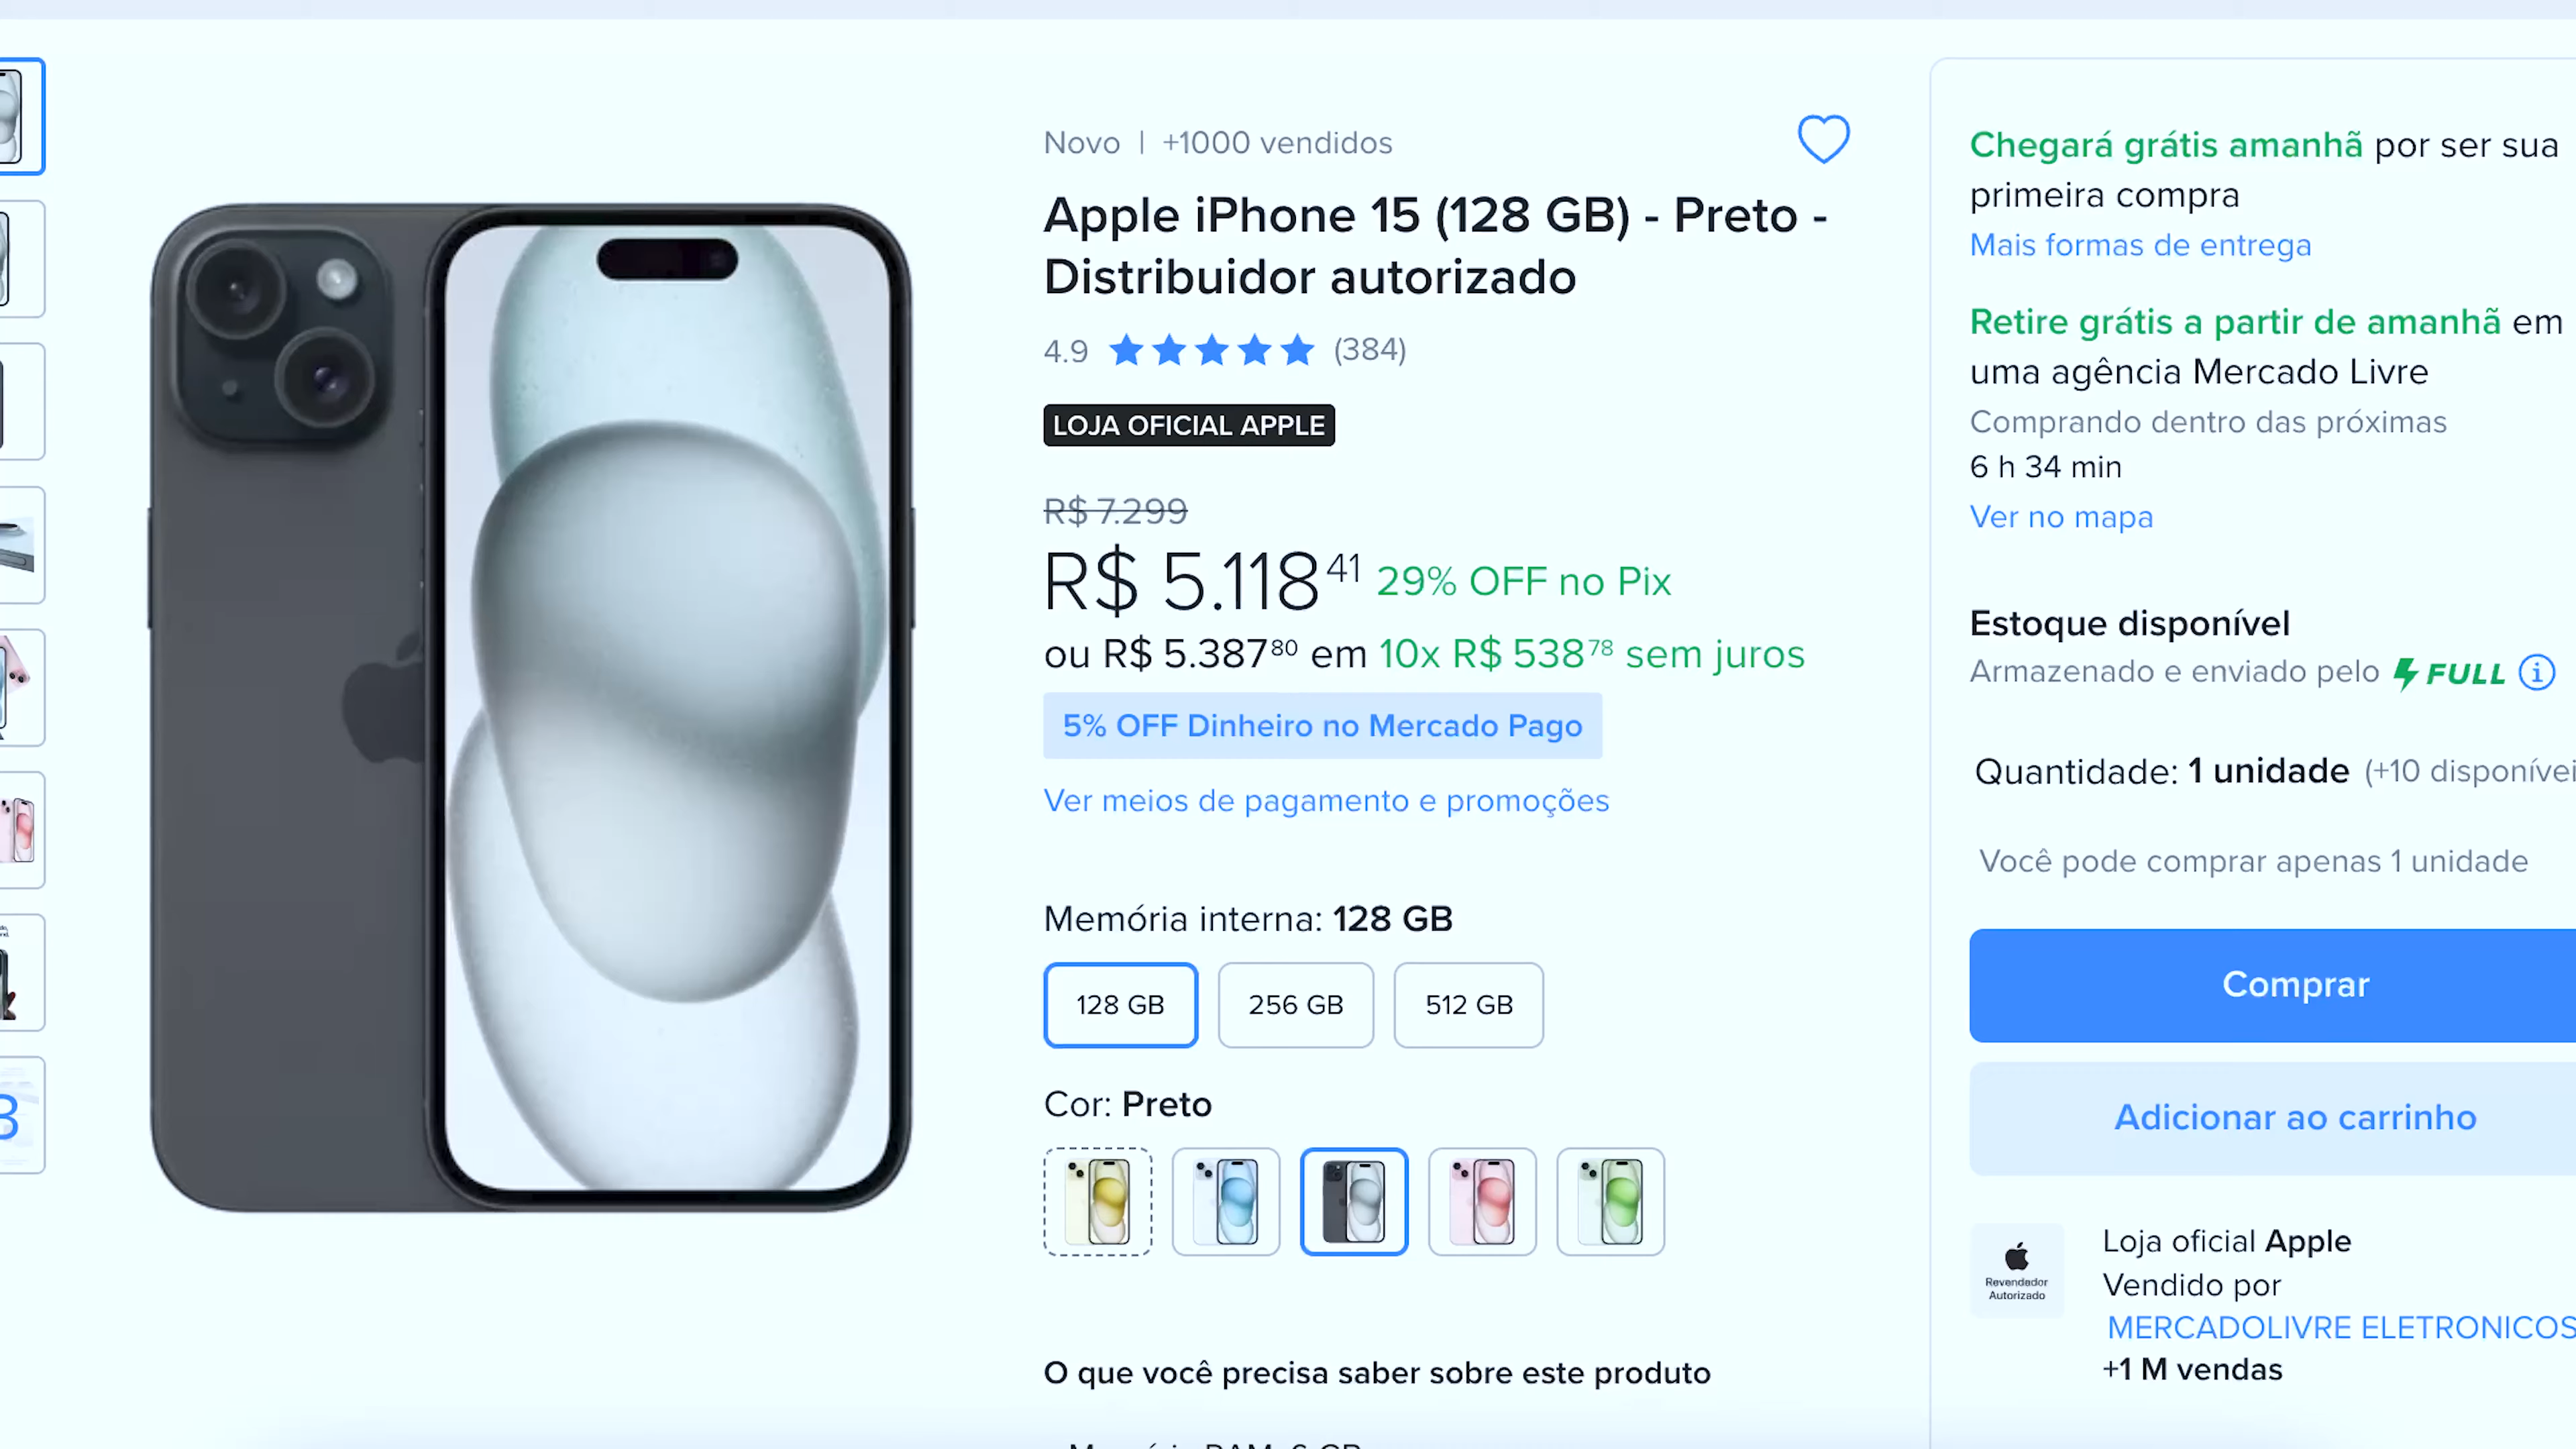 Novo | +1000 vendidos
Apple iPhone 15 (128 GB) - Preto -
Distribuidor autorizado
4.9 (384)
LOJA OFICIAL APPLE
R$ 7.299
R$ 5.118 41 29% OFF no Pix
ou R$ 5.387 80 em 10x R$ 538 78 sem juros
5% OFF Dinheiro no Mercado Pago
Ver meios de pagamento e promoções
Memória interna: 128 GB
128 GB 256 GB 512 GB
Cor: Preto
O que você precisa saber sobre este produto
Chegará grátis amanhã por ser sua
primeira compra
Mais formas de entrega
Retire grátis a partir de amanhã em
uma agência Mercado Livre
Comprando dentro das próximas
6 h 34 min
Ver no mapa
Estoque disponível
Armazenado e enviado pelo FULL
Quantidade: 1 unidade (+10 disponívei
Você pode comprar apenas 1 unidade
Comprar
Adicionar ao carrinho
Revendedor
Autorizado
Loja oficial Apple
Vendido por
MERCADOLIVRE ELETRONICOS
+1 M vendas